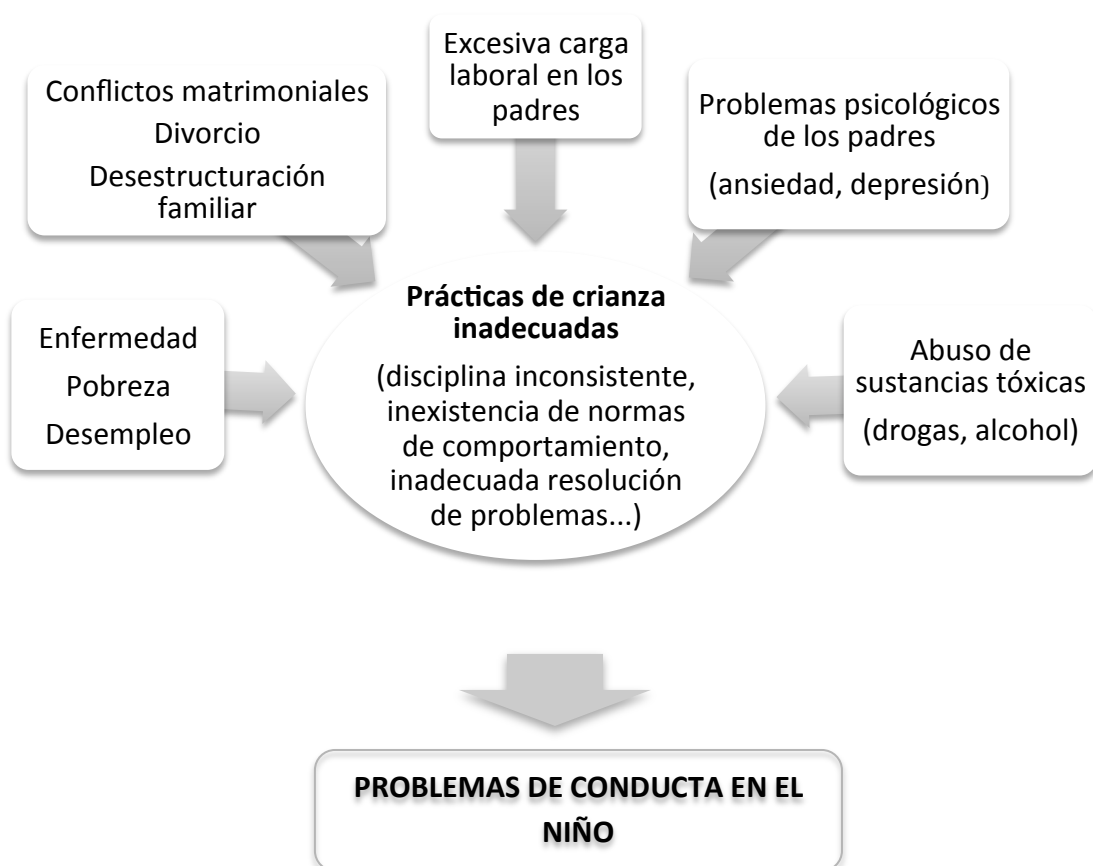 Excesiva carga
laboral en los
padres
Conflictos matrimoniales
Divorcio
Desestructuración
familiar
Problemas psicológicos
de los padres
(ansiedad, depresión)
Enfermedad
Pobreza
Desempleo
Prácticas de crianza
inadecuadas
(disciplina inconsistente,
inexistencia de normas
de comportamiento,
inadecuada resolución
de problemas...)
Abuso de
sustancias tóxicas
(drogas, alcohol)
PROBLEMAS DE CONDUCTA EN EL
NIÑO